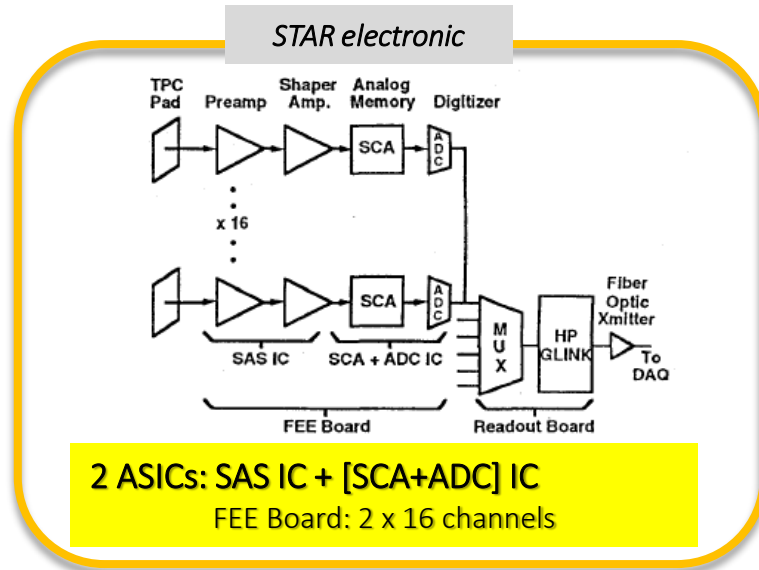 STAR electronic
TPC Pad
Preamp
Shaper Amp.
Analog Memory
Digitizer
SCA
ADC
x 16
SCA
ADC
MUX
HP GLINK
Fiber Optic Xmitter
To DAQ
SAS IC
SCA + ADC IC
FEE Board
Readout Board
2 ASICs: SAS IC + [SCA+ADC] IC
FEE Board: 2 x 16 channels